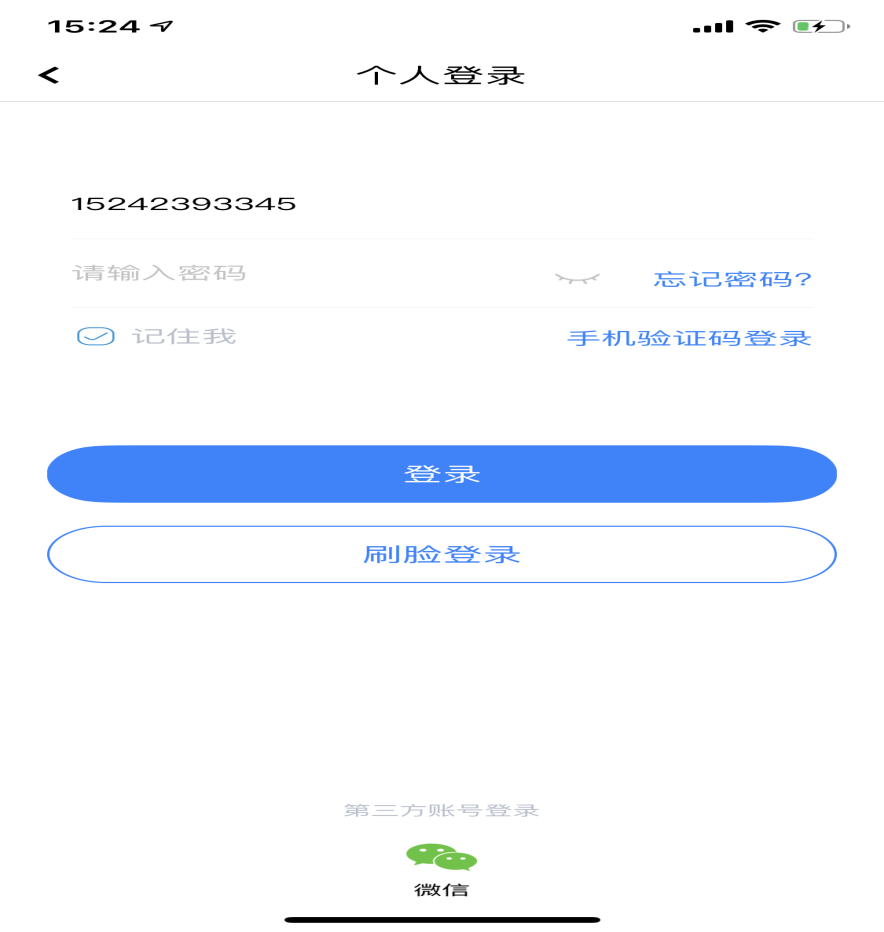 15:24
个人登录
15242393345
请输入密码 忘记密码?
记住我 手机验证码登录
登录
刷脸登录
第三方账号登录
微信